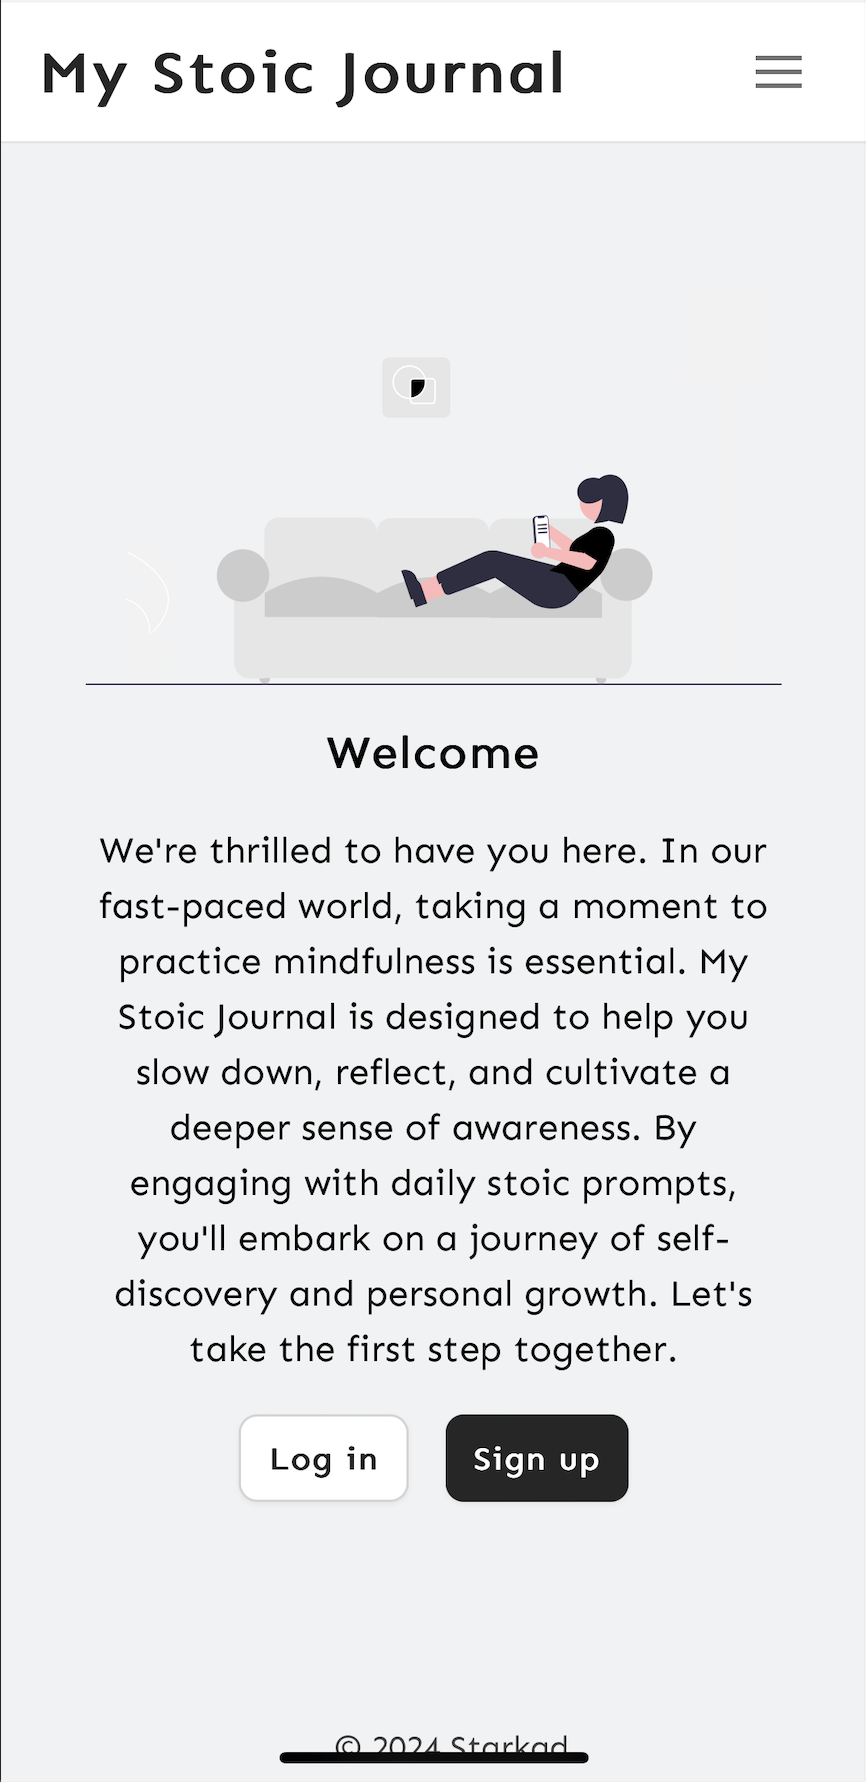 My Stoic Journal
Welcome
We're thrilled to have you here. In our
fast-paced world, taking a moment to
practice mindfulness is essential. My
Stoic Journal is designed to help you
slow down, reflect, and cultivate a
deeper sense of awareness. By
engaging with daily stoic prompts,
you'll embark on a journey of self-
discovery and personal growth. Let's
take the first step together.
Log in
Sign up
© 2024 Starkad